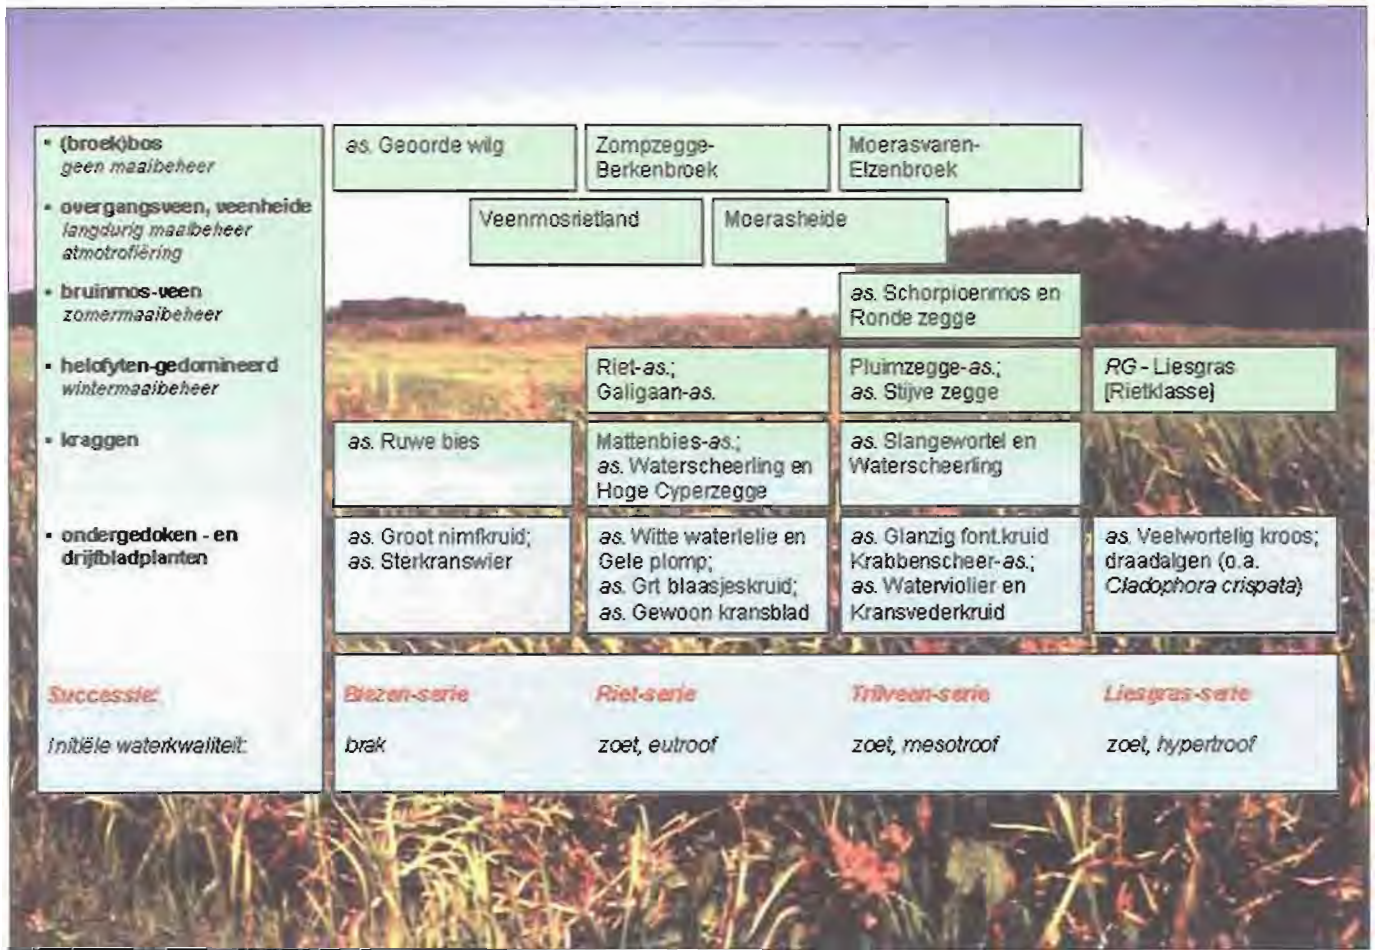 ▪ (broek)bos
geen maaibeheer
as. Geoorde wilg
Zompzegge-
Berkenbroek
Moerasvaren-
Elzenbroek
▪ overgangsveen, veenheide
langdurig maaibeheer
atmotrofiëring
Veenmosrietland
Moerasheide
▪ bruinmos-veen
zomermaaibeheer
as. Schorpioenmos en
Ronde zegge
▪ helofyten-gedomineerd
wintermaaibeheer
Riet-as.;
Galigaan-as.
Pluimzegge-as.;
as. Stijve zegge
RG - Liesgras
[Rietklasse]
▪ kraggen
as. Ruwe bies
Mattenbies-as.;
as. Waterscheerling en
Hoge Cyperzegge
as. Slangewortel en
Waterscheerling
▪ ondergedoken - en
drijfbladplanten
as. Groot nimfkruid;
as. Sterkranswier
as. Witte waterlelie en
Gele plomp;
as. Grt blaasjeskruid;
as. Gewoon kransblad
as. Glanzig font.kruid
Krabbenscheer-as.;
as. Waterviolier en
Kransvederkruid
as. Veelwortelig kroos;
draadalgen (o.a.
Cladophora crispata)
Successie:
Biezen-serie
Riet-serie
Trilveen-serie
Liesgras-serie
Initiële waterkwaliteit:
brak
zoet, eutroof
zoet, mesotroof
zoet, hypertroof